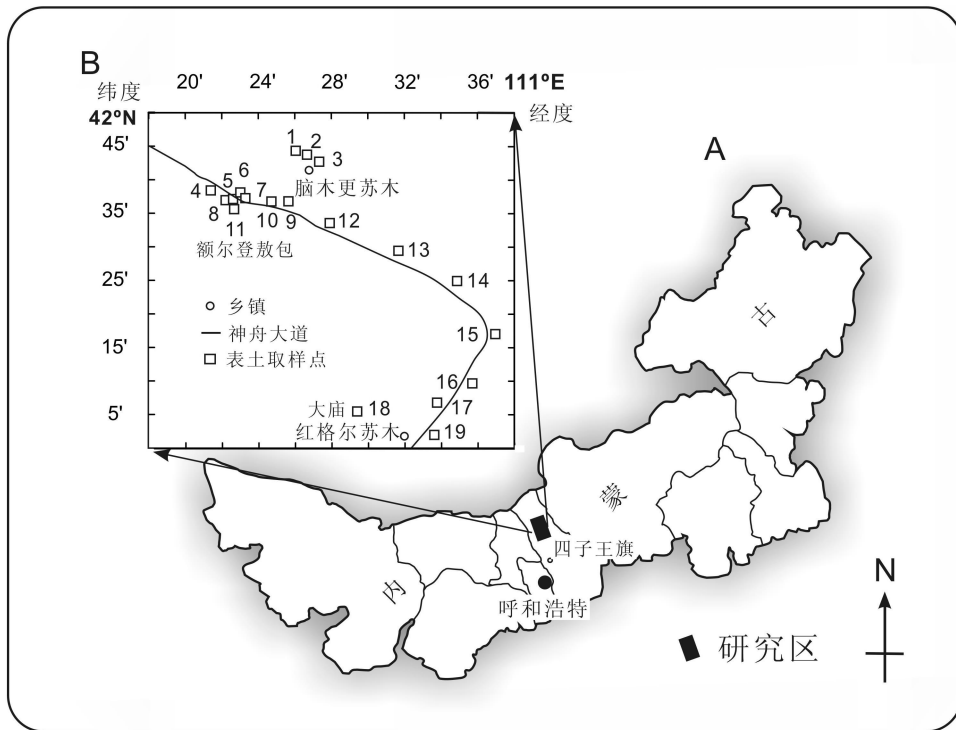 B
纬度
20'
24'
28'
32'
36'
111°E
经度
42°N
45'
35'
25'
15'
5'
1
2
3
脑木更苏木
4
5
6
7
8
9
10
11
额尔登敖包
12
13
14
15
16
17
大庙
18
红格尔苏木
19
乡镇
神舟大道
表土取样点
A
内
蒙
古
四子王旗
呼和浩特
研究区
N